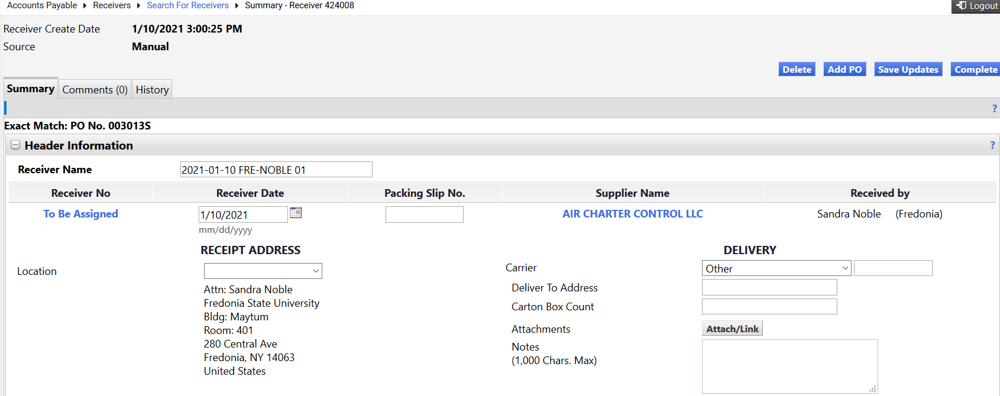 Accounts Payable Receivers Search For Receivers Summary - Receiver 424008
Logout
Receiver Create Date 1/10/2021 3:00:25 PM
Source Manual
Delete Add PO Save Updates Complete
Summary Comments (0) History
?
Exact Match: PO No. 003013S
Header Information ?
Receiver Name 2021-01-10 FRE-NOBLE 01
Receiver No Receiver Date Packing Slip No. Supplier Name Received by
To Be Assigned 1/10/2021 AIR CHARTER CONTROL LLC Sandra Noble (Fredonia)
mm/dd/yyyy
RECEIPT ADDRESS
Location
Attn: Sandra Noble
Fredonia State University
Bldg: Maytum
Room: 401
280 Central Ave
Fredonia, NY 14063
United States
DELIVERY
Carrier Other
Deliver To Address
Carton Box Count
Attachments Attach/Link
Notes
(1,000 Chars. Max)